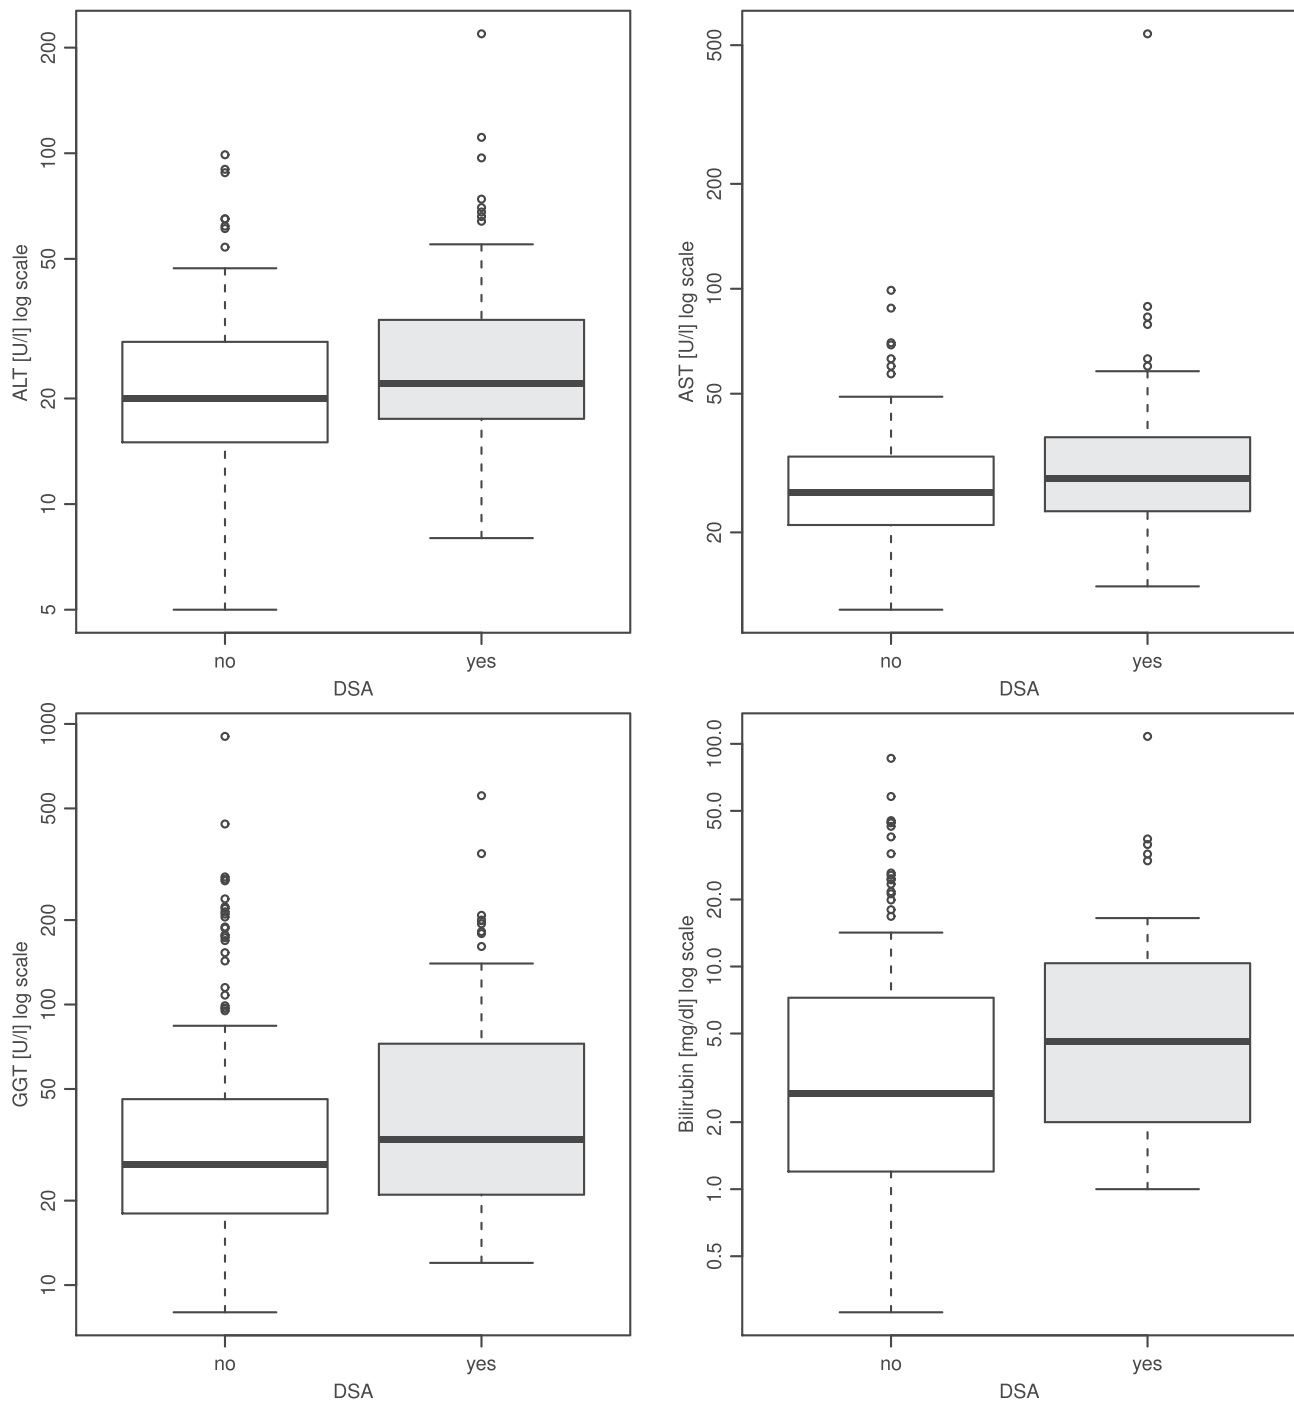 ALT [U/l] log scale
200
100
50
20
10
5
no
yes
DSA
AST [U/l] log scale
500
200
100
50
20
no
yes
DSA
GGT [U/l] log scale
1000
500
200
100
50
20
10
no
yes
DSA
Bilirubin [mg/dl] log scale
100.0
50.0
20.0
10.0
5.0
2.0
1.0
0.5
no
yes
DSA